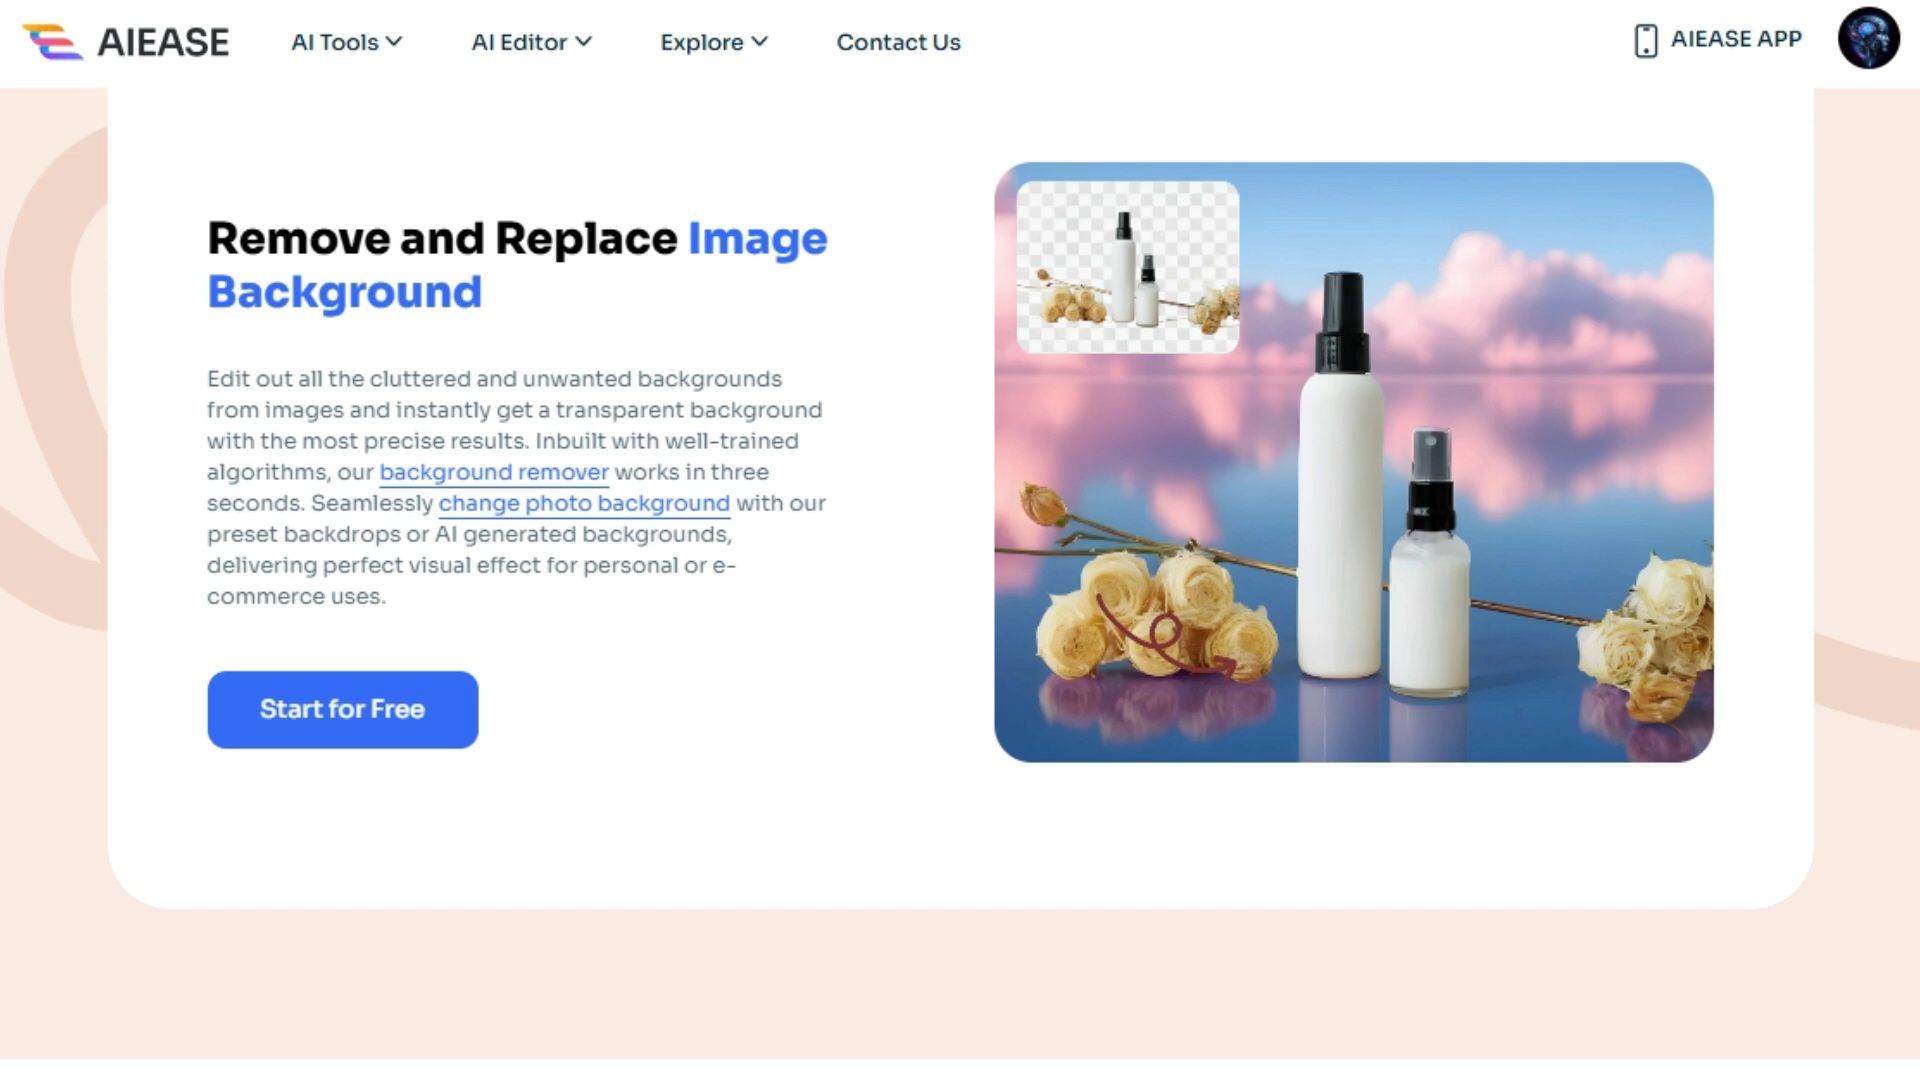 AIEASE
AI Tools
AI Editor
Explore
Contact Us
AIEASE APP
Remove and Replace Image
Background
Edit out all the cluttered and unwanted backgrounds
from images and instantly get a transparent background
with the most precise results. Inbuilt with well-trained
algorithms, our background remover works in three
seconds. Seamlessly change photo background with our
preset backdrops or AI generated backgrounds,
delivering perfect visual effect for personal or e-
commerce uses.
Start for Free